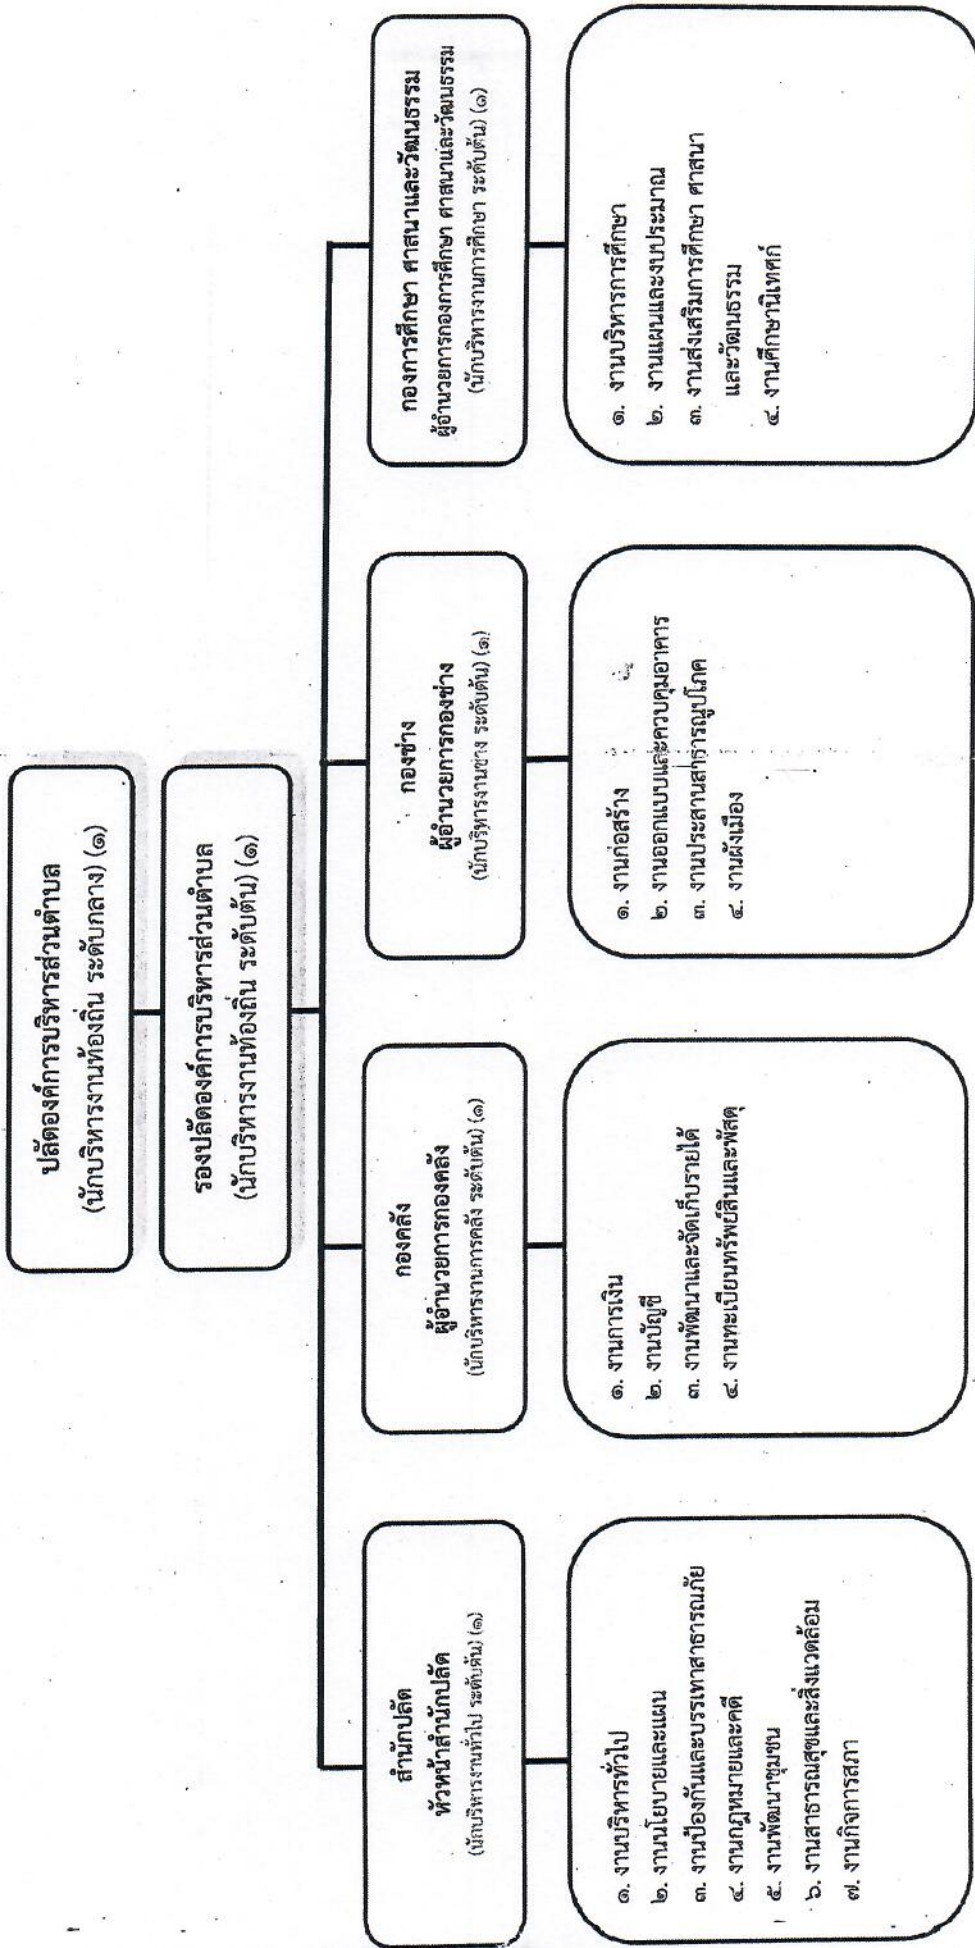 ปลัดองค์การบริหารส่วนตำบล
(นักบริหารงานท้องถิ่น ระดับกลาง) (๑)
รองปลัดองค์การบริหารส่วนตำบล
(นักบริหารงานท้องถิ่น ระดับต้น) (๑)
สำนักปลัด
หัวหน้าสำนักปลัด
(นักบริหารงานทั่วไป ระดับต้น) (๑)
๑. งานบริหารทั่วไป
๒. งานนโยบายและแผน
๓. งานป้องกันและบรรเทาสาธารณภัย
๔. งานกฎหมายและคดี
๕. งานพัฒนาชุมชน
๖. งานสาธารณสุขและสิ่งแวดล้อม
๗. งานกิจการสภา
กองคลัง
ผู้อำนวยการกองคลัง
(นักบริหารงานการคลัง ระดับต้น) (๑)
๑. งานการเงิน
๒. งานบัญชี
๓. งานพัฒนาและจัดเก็บรายได้
๔. งานทะเบียนทรัพย์สินและพัสดุ
กองช่าง
ผู้อำนวยการกองช่าง
(นักบริหารงานช่าง ระดับต้น) (๑)
๑. งานก่อสร้าง
๒. งานออกแบบและควบคุมอาคาร
๓. งานประสานสาธารณูปโภค
๔. งานผังเมือง
กองการศึกษา ศาสนาและวัฒนธรรม
ผู้อำนวยการกองการศึกษา ศาสนาและวัฒนธรรม
(นักบริหารงานการศึกษา ระดับต้น) (๑)
๑. งานบริหารการศึกษา
๒. งานแผนและงบประมาณ
๓. งานส่งเสริมการศึกษา ศาสนา
และวัฒนธรรม
๔. งานศึกษานิเทศก์